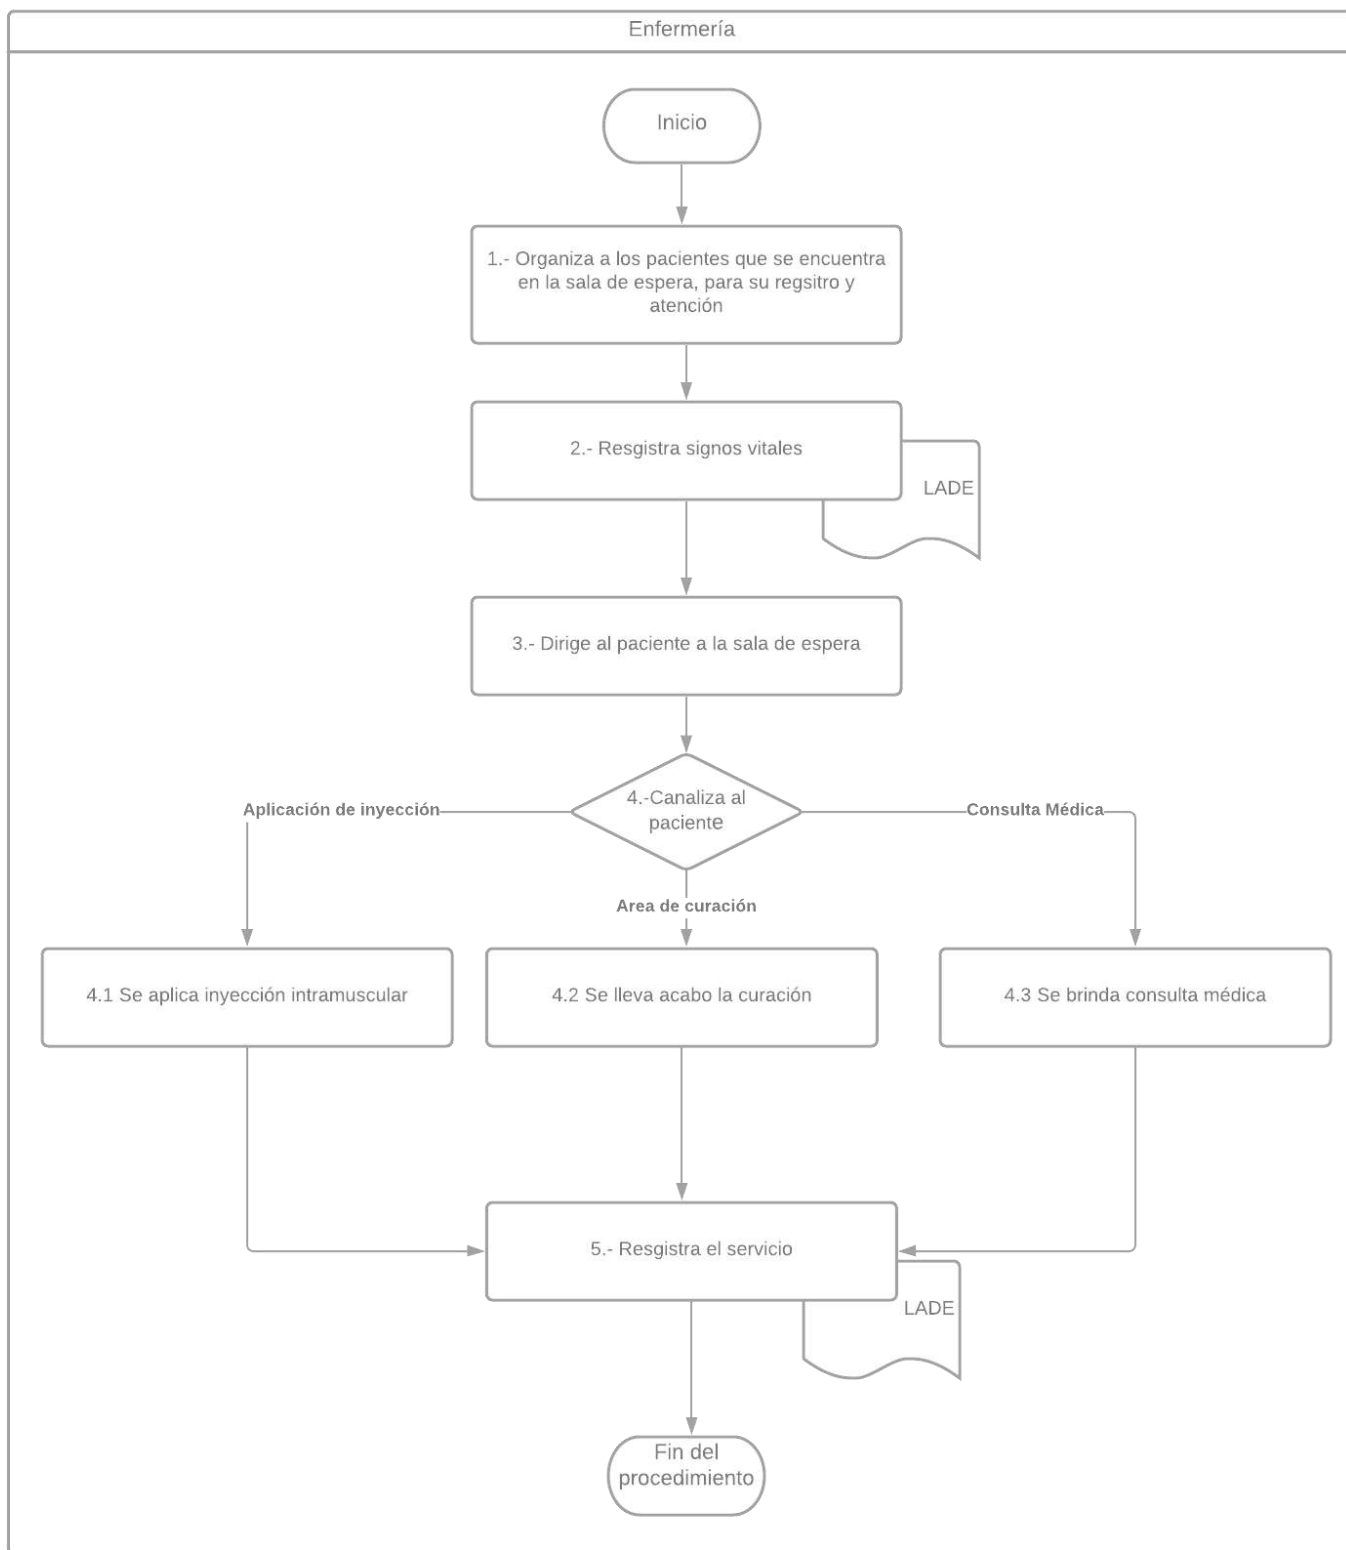 Enfermería
Inicio
1.- Organiza a los pacientes que se encuentra
en la sala de espera, para su regsitro y
atención
2.- Resgistra signos vitales
LADE
3.- Dirige al paciente a la sala de espera
4.-Canaliza al
paciente
Aplicación de inyección
Consulta Médica
Area de curación
4.1 Se aplica inyección intramuscular
4.2 Se lleva acabo la curación
4.3 Se brinda consulta médica
5.- Resgistra el servicio
LADE
Fin del
procedimiento